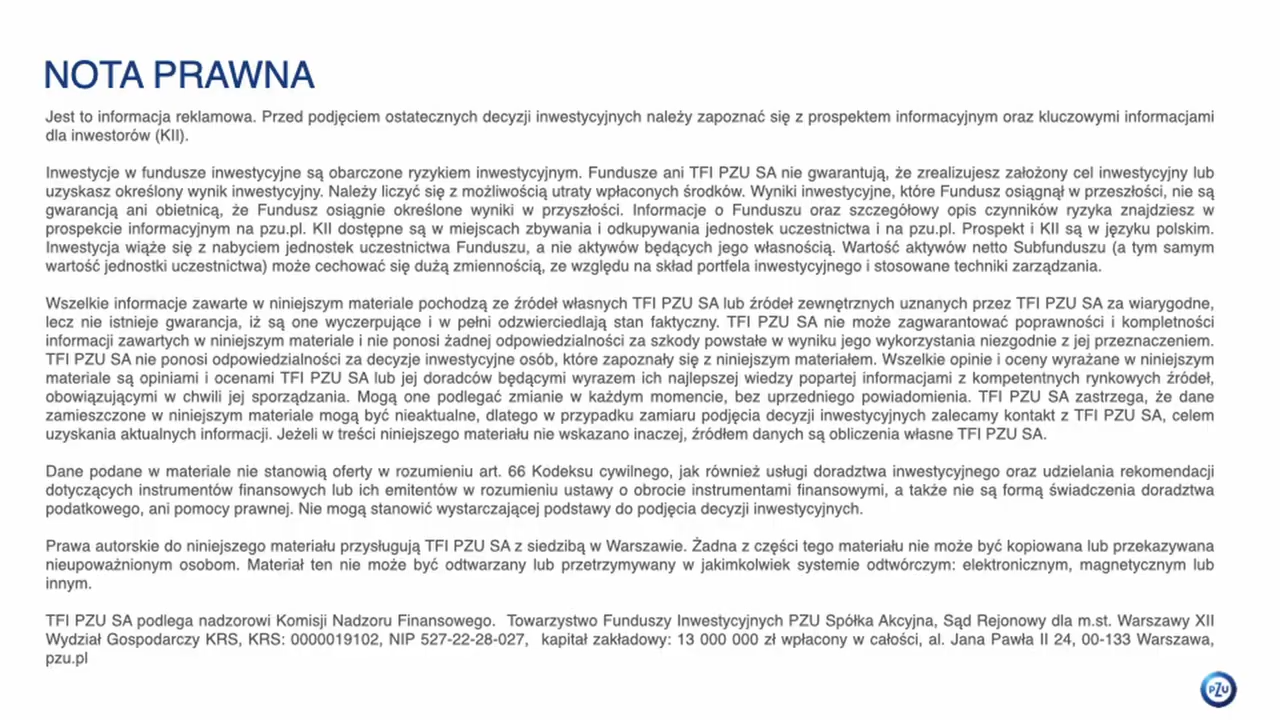 NOTA PRAWNA
Jest to informacja reklamowa. Przed podjęciem ostatecznych decyzji inwestycyjnych należy zapoznać się z prospektem informacyjnym oraz kluczowymi informacjami
dla inwestorów (KII).
Inwestycje w fundusze inwestycyjne są obarczone ryzykiem inwestycyjnym. Fundusze ani TFI PZU SA nie gwarantują, że zrealizujesz założony cel inwestycyjny lub
uzyskasz określony wynik inwestycyjny. Należy liczyć się z możliwością utraty wpłaconych środków. Wyniki inwestycyjne, które Fundusz osiągnął w przeszłości, nie są
gwarancją ani obietnicą, że Fundusz osiągnie określone wyniki w przyszłości. Informacje o Funduszu oraz szczegółowy opis czynników ryzyka znajdziesz w
prospekcie informacyjnym na pzu.pl. KII dostępne są w miejscach zbywania i odkupywania jednostek uczestnictwa i na pzu.pl. Prospekt i KII są w języku polskim.
Inwestycja wiąże się z nabyciem jednostek uczestnictwa Funduszu, a nie aktywów będących jego własnością. Wartość aktywów netto Subfunduszu (a tym samym
wartość jednostki uczestnictwa) może cechować się dużą zmiennością, ze względu na skład portfela inwestycyjnego i stosowane techniki zarządzania.
Wszelkie informacje zawarte w niniejszym materiale pochodzą ze źródeł własnych TFI PZU SA lub źródeł zewnętrznych uznanych przez TFI PZU SA za wiarygodne,
lecz nie istnieje gwarancja, iż są one wyczerpujące i w pełni odzwierciedlają stan faktyczny. TFI PZU SA nie może zagwarantować poprawności i kompletności
informacji zawartych w niniejszym materiale i nie ponosi żadnej odpowiedzialności za szkody powstałe w wyniku jego wykorzystania niezgodnie z jej przeznaczeniem.
TFI PZU SA nie ponosi odpowiedzialności za decyzje inwestycyjne osób, które zapoznały się z niniejszym materiałem. Wszelkie opinie i oceny wyrażane w niniejszym
materiale są opiniami i ocenami TFI PZU SA lub jej doradców będącymi wyrazem ich najlepszej wiedzy popartej informacjami z kompetentnych rynkowych źródeł,
obowiązującymi w chwili jej sporządzania. Mogą one podlegać zmianie w każdym momencie, bez uprzedniego powiadomienia. TFI PZU SA zastrzega, że dane
zamieszczone w niniejszym materiale mogą być nieaktualne, dlatego w przypadku zamiaru podjęcia decyzji inwestycyjnych zalecamy kontakt z TFI PZU SA, celem
uzyskania aktualnych informacji. Jeżeli w treści niniejszego materiału nie wskazano inaczej, źródłem danych są obliczenia własne TFI PZU SA.
Dane podane w materiale nie stanowią oferty w rozumieniu art. 66 Kodeksu cywilnego, jak również usługi doradztwa inwestycyjnego oraz udzielania rekomendacji
dotyczących instrumentów finansowych lub ich emitentów w rozumieniu ustawy o obrocie instrumentami finansowymi, a także nie są formą świadczenia doradztwa
podatkowego, ani pomocy prawnej. Nie mogą stanowić wystarczającej podstawy do podjęcia decyzji inwestycyjnych.
Prawa autorskie do niniejszego materiału przysługują TFI PZU SA z siedzibą w Warszawie. Żadna z części tego materiału nie może być kopiowana lub przekazywana
nieupoważnionym osobom. Materiał ten nie może być odtwarzany lub przetrzymywany w jakimkolwiek systemie odtwórczym: elektronicznym, magnetycznym lub
innym.
TFI PZU SA podlega nadzorowi Komisji Nadzoru Finansowego. Towarzystwo Funduszy Inwestycyjnych PZU Spółka Akcyjna, Sąd Rejonowy dla m.st. Warszawy XII
Wydział Gospodarczy KRS, KRS: 0000019102, NIP 527-22-28-027, kapitał zakładowy: 13 000 000 zł wpłacony w całości, al. Jana Pawła II 24, 00-133 Warszawa,
pzu.pl
PZU